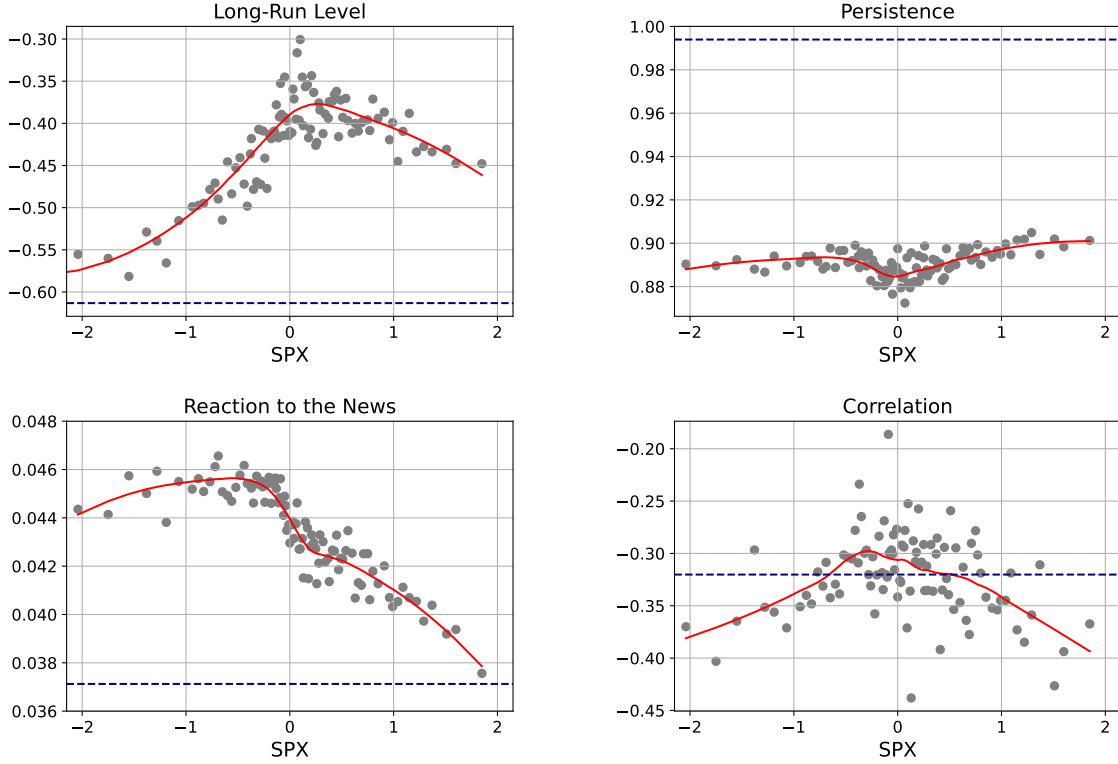 Long-Run Level
−0.30
−0.35
−0.40
−0.45
−0.50
−0.55
−0.60
−2 −1 0 1 2
SPX
Persistence
1.00
0.98
0.96
0.94
0.92
0.90
0.88
−2 −1 0 1 2
SPX
Reaction to the News
0.048
0.046
0.044
0.042
0.040
0.038
0.036
−2 −1 0 1 2
SPX
Correlation
−0.20
−0.25
−0.30
−0.35
−0.40
−0.45
−2 −1 0 1 2
SPX